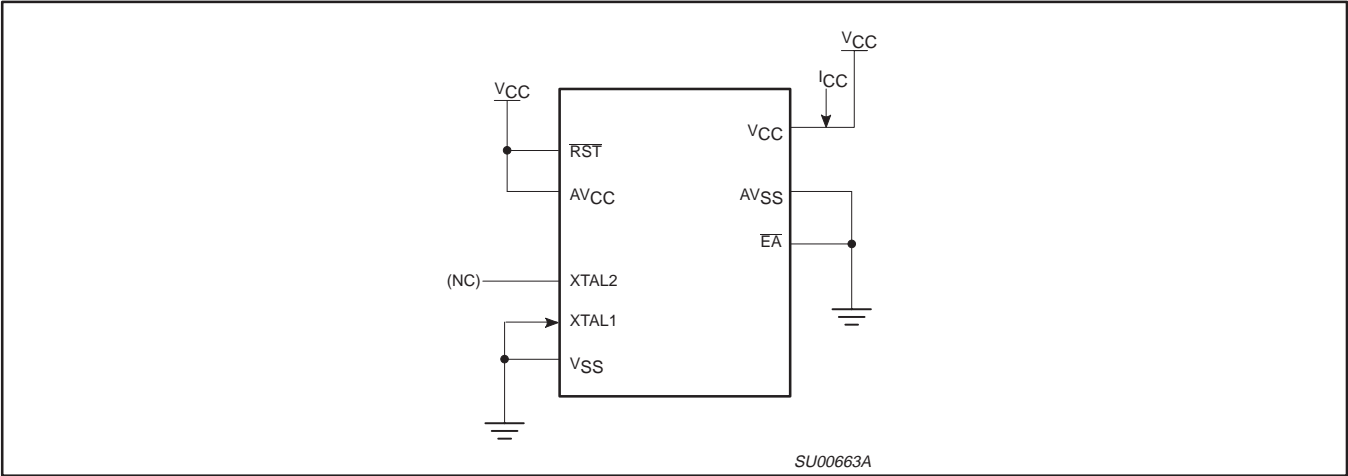 VCC
ICC
VCC
VCC
RST
AVCC
AVSS
EA
(NC)
XTAL2
XTAL1
VSS
SU00663A